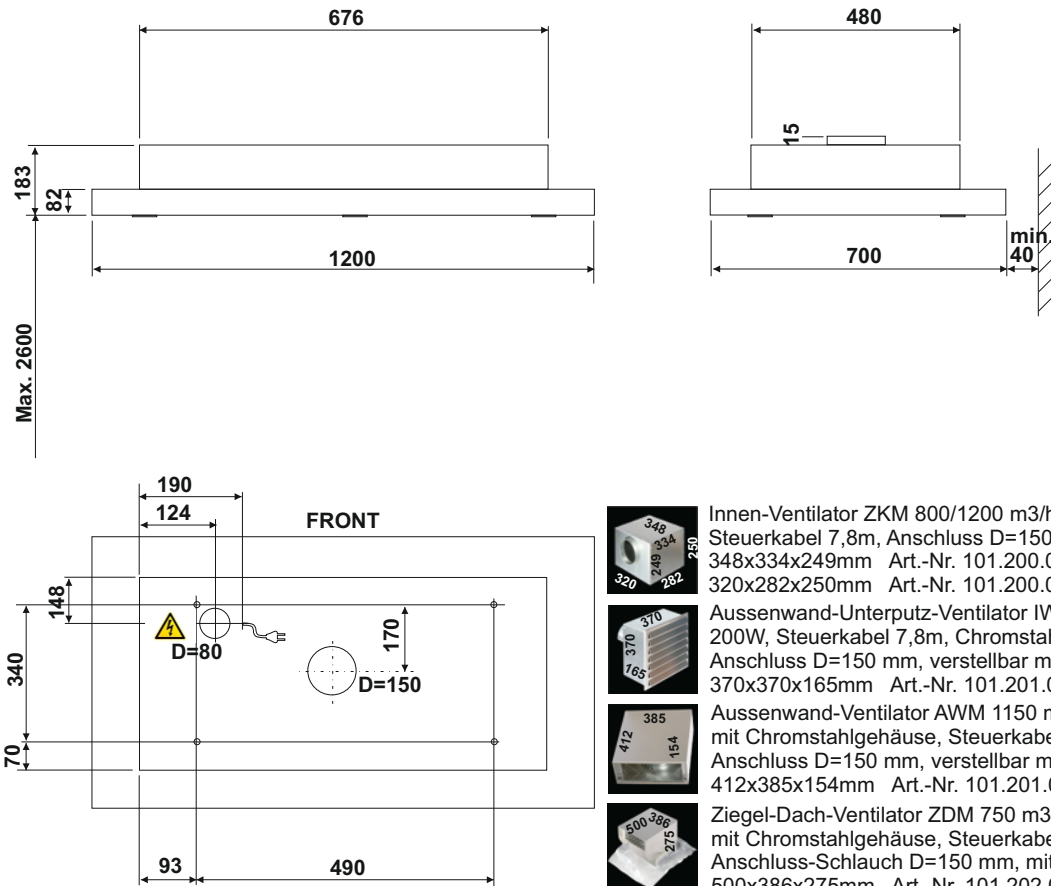 676
480
15
183
82
1200
700
min.
40
Max. 2600
190
124
FRONT
148
D=80
170
D=150
340
70
93
490
348
334
249
250
320
282
Innen-Ventilator ZKM 800/1200 m3/h
Steuerkabel 7,8m, Anschluss D=150
348x334x249mm Art.-Nr. 101.200.0
320x282x250mm Art.-Nr. 101.200.0
370
370
165
Aussenwand-Unterputz-Ventilator IW
200W, Steuerkabel 7,8m, Chromstal
Anschluss D=150 mm, verstellbar m
370x370x165mm Art.-Nr. 101.201.0
385
412
154
Aussenwand-Ventilator AWM 1150 m
mit Chromstahlgehäuse, Steuerkabe
Anschluss D=150 mm, verstellbar m
412x385x154mm Art.-Nr. 101.201.0
500
386
275
Ziegel-Dach-Ventilator ZDM 750 m3
mit Chromstahlgehäuse, Steuerkabe
Anschluss-Schlauch D=150 mm, mit
500x386x275mm Art.-Nr. 101.202.